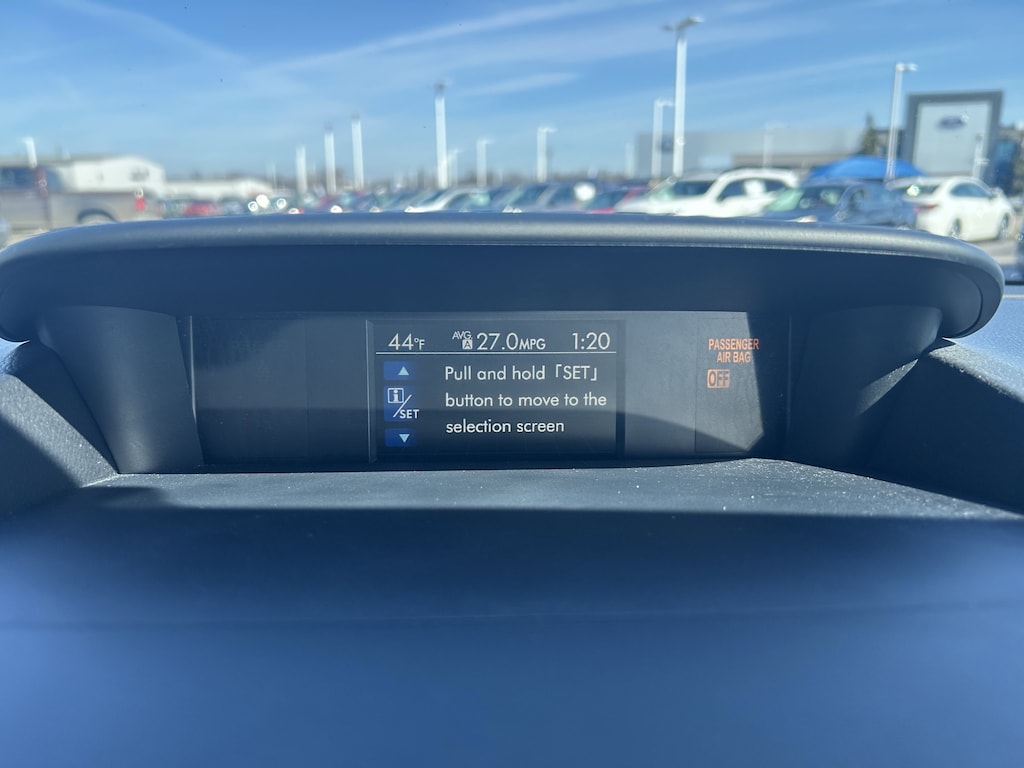 44°F AVG A 27.0MPG 1:20
Pull and hold「SET」
button to move to the
selection screen
i/SET
PASSENGER
AIR BAG
OFF